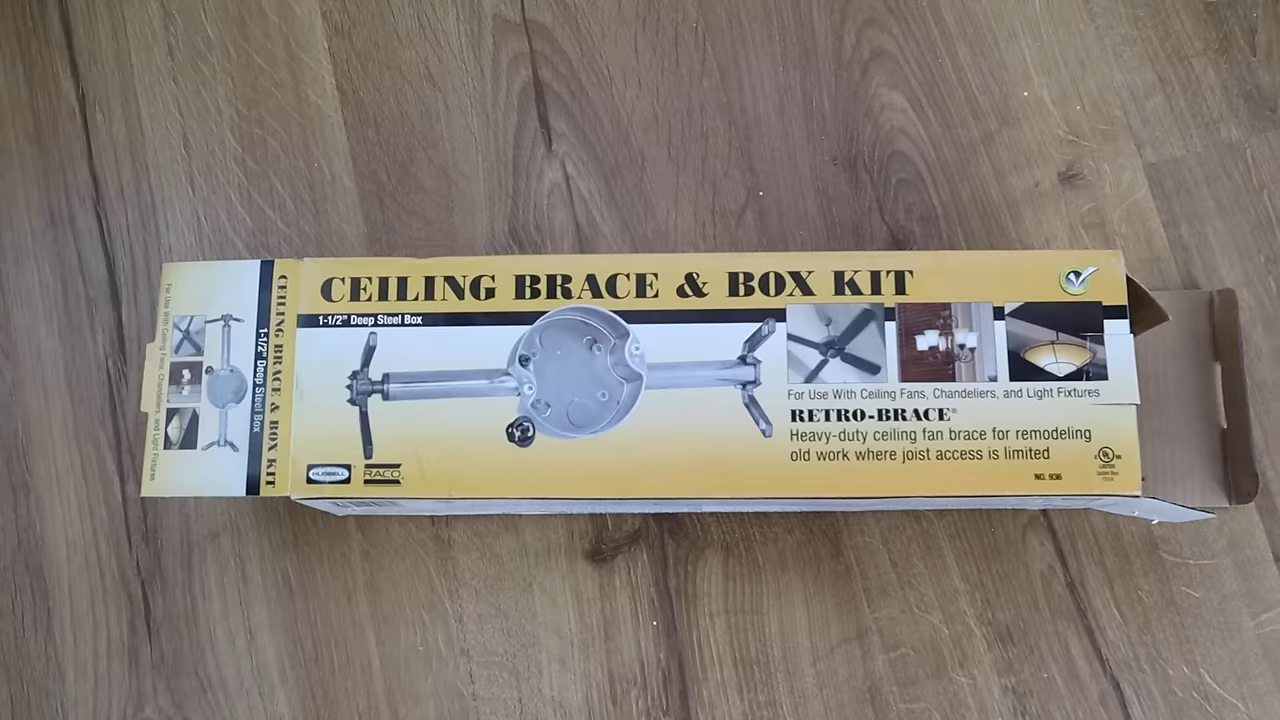 CEILING BRACE & BOX KIT
1-1/2" Deep Steel Box
For Use With Ceiling Fans, Chandeliers, and Light Fixtures
RETRO-BRACE®
Heavy-duty ceiling fan brace for remodeling
old work where joist access is limited
HUBBELL
RACO
NO. 936
C UL US
LISTED
CEILING BRACE & BOX KIT
1-1/2" Deep Steel Box
For Use With Ceiling Fans, Chandeliers, and Light Fixtures